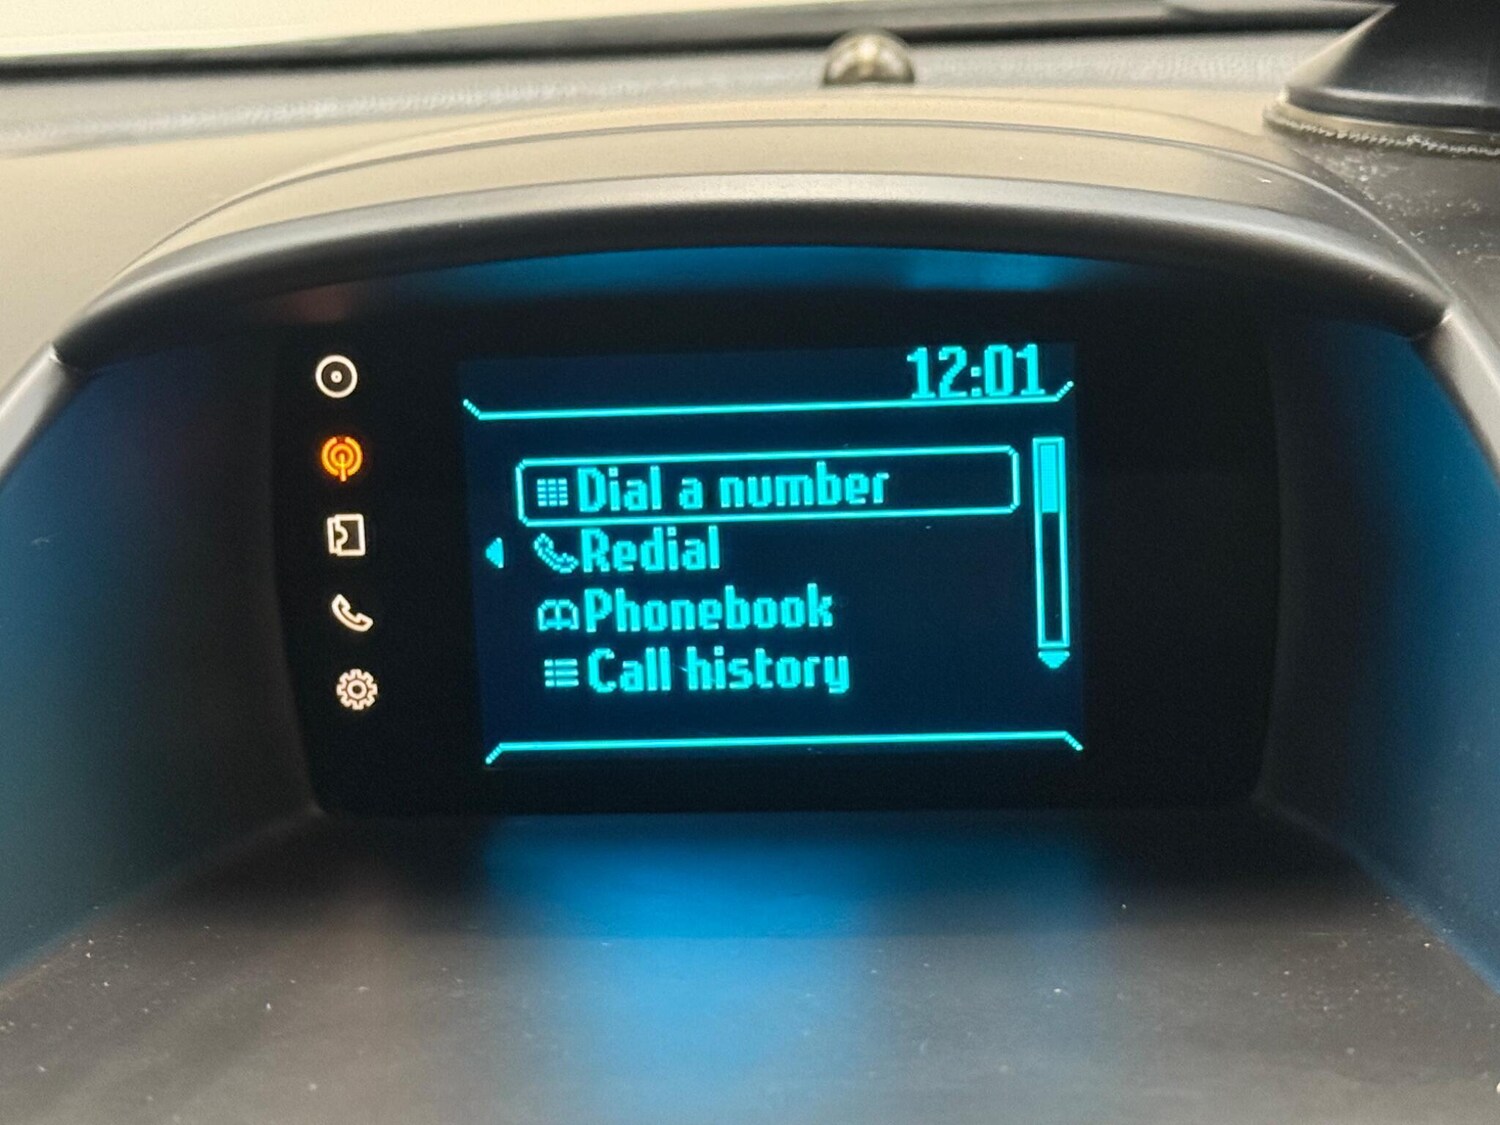 12:01
Dial a number
Redial
Phonebook
Call history